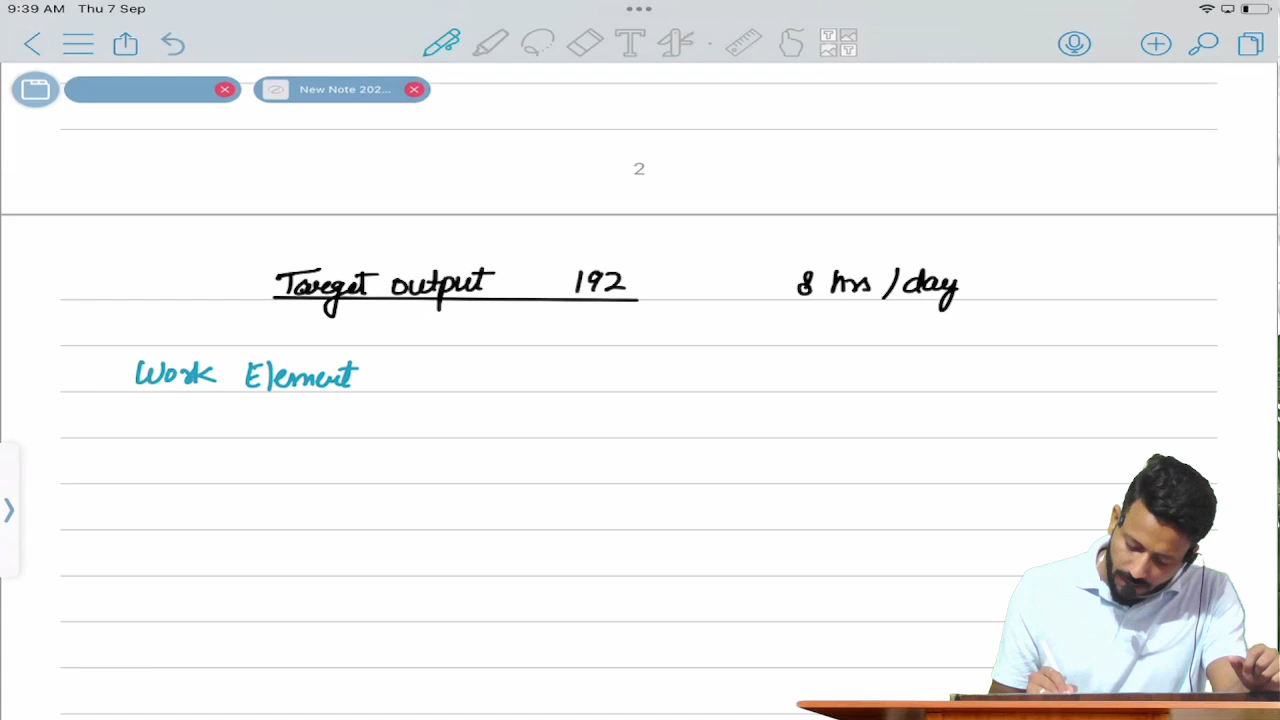 9:39 AM Thu 7 Sep
New Note 202...
2
Target output 192 8 hrs / day
Work Element